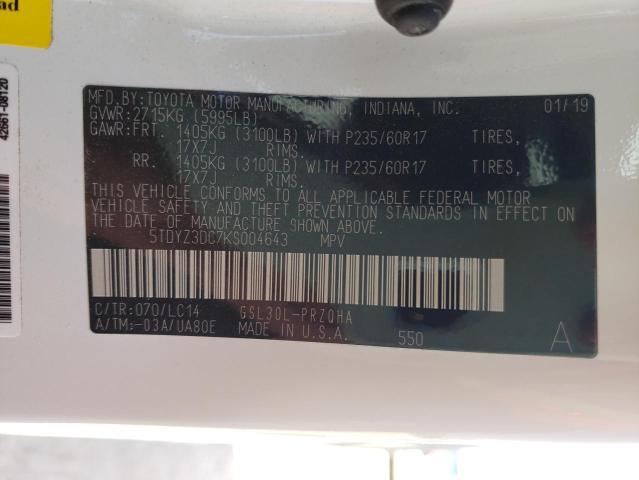 ad
42661-08120
MFD.BY:TOYOTA MOTOR MANUFACTURING, INDIANA, INC. 01/19
GVWR:2715KG (5995LB)
GAWR:FRT. 1405KG (3100LB) WITH P235/60R17 TIRES,
17X7J RIMS.
RR. 1405KG (3100LB) WITH P235/60R17 TIRES,
17X7J RIMS.
THIS VEHICLE CONFORMS TO ALL APPLICABLE FEDERAL MOTOR
VEHICLE SAFETY AND THEFT PREVENTION STANDARDS IN EFFECT ON
THE DATE OF MANUFACTURE SHOWN ABOVE.
5TDYZ3DC7KS004643 MPV
C/TR:070/LC14 GSL30L-PRZQHA
A/TM:-03A/UA80E MADE IN U.S.A. 550 A